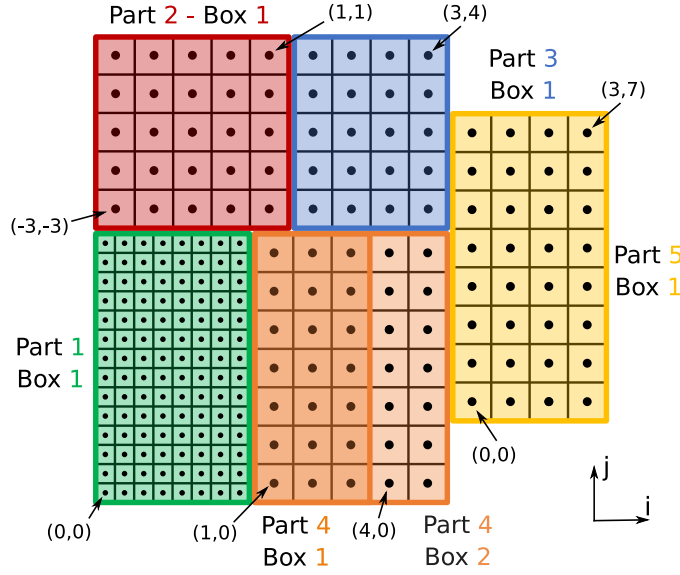 Part 2 - Box 1
(1,1)
(3,4)
Part 3
Box 1
(3,7)
(-3,-3)
Part 5
Box 1
Part 1
Box 1
(0,0)
j
i
(0,0)
(1,0)
(4,0)
Part 4
Box 1
Part 4
Box 2